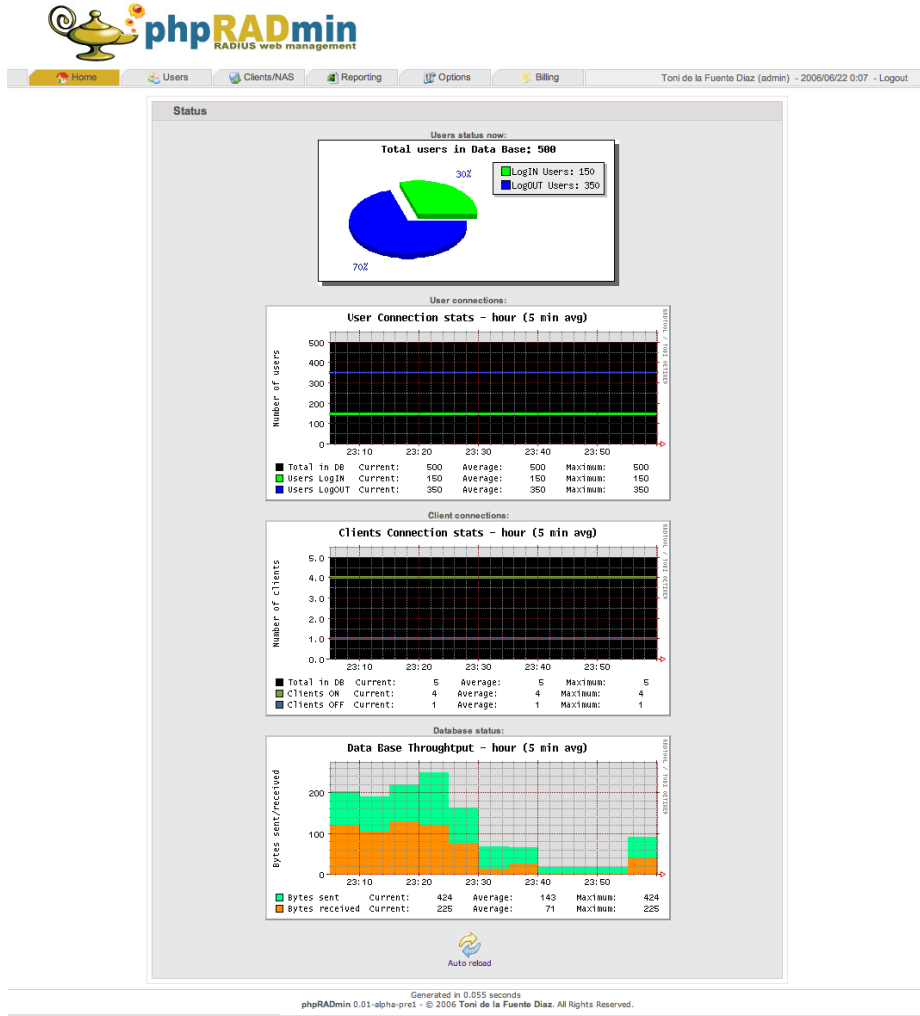 phpRADmin
RADIUS web management
Home Users Clients/NAS Reporting Options Billing Toni de la Fuente Diaz (admin) - 2006/06/22 0:07 - Logout
Status
Users status now:
Total users in Data Base: 500
30%
LogIN Users: 150
LogOUT Users: 350
70%
User connections:
User Connection stats - hour (5 min avg)
RRDTOOL / TOBI OETIKER
Number of users
500
400
300
200
100
0
23:10 23:20 23:30 23:40 23:50
Total in DB Current: 500 Average: 500 Maximum: 500
Users LogIN Current: 150 Average: 150 Maximum: 150
Users LogOUT Current: 350 Average: 350 Maximum: 350
Client connections:
Clients Connection stats - hour (5 min avg)
RRDTOOL / TOBI OETIKER
Number of clients
5.0
4.0
3.0
2.0
1.0
0.0
23:10 23:20 23:30 23:40 23:50
Total in DB Current: 5 Average: 5 Maximum: 5
Clients ON Current: 4 Average: 4 Maximum: 4
Clients OFF Current: 1 Average: 1 Maximum: 1
Database status:
Data Base Throughtput - hour (5 min avg)
RRDTOOL / TOBI OETIKER
Bytes sent/received
200
100
0
23:10 23:20 23:30 23:40 23:50
Bytes sent Current: 424 Average: 143 Maximum: 424
Bytes received Current: 225 Average: 71 Maximum: 225
Auto reload
Generated in 0.055 seconds
phpRADmin 0.01-alpha-pre1 - © 2006 Toni de la Fuente Diaz. All Rights Reserved.